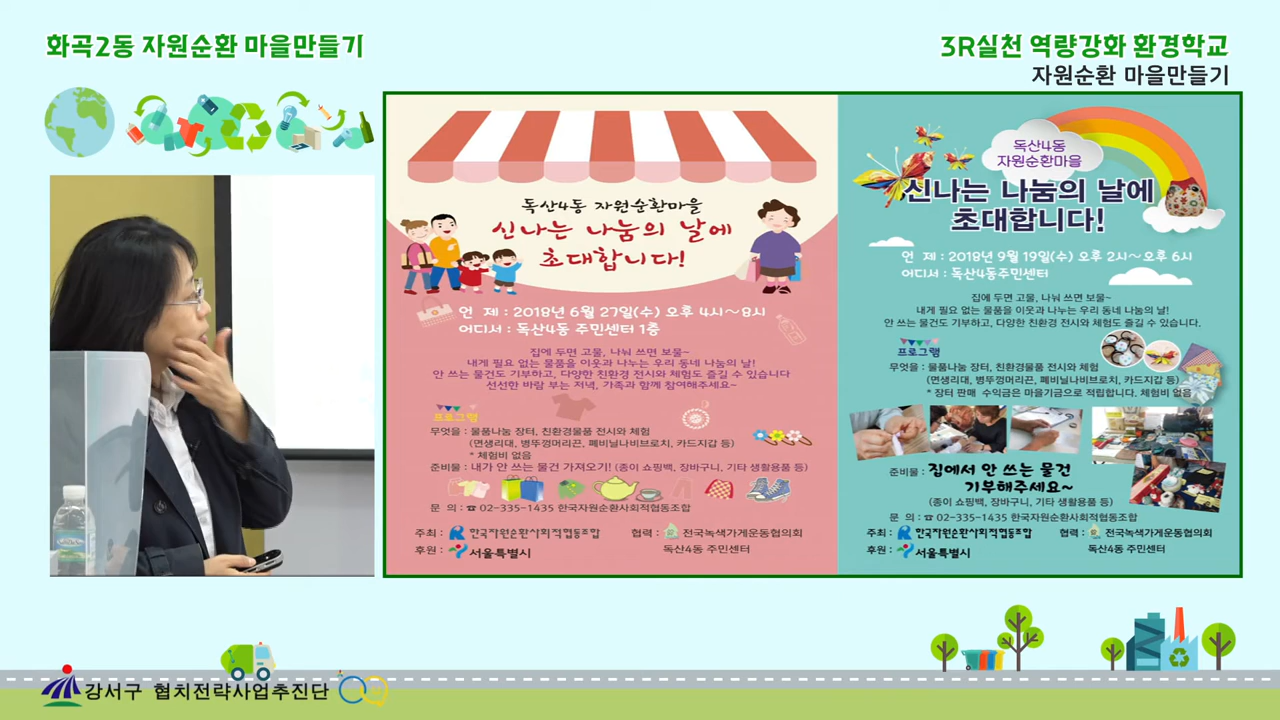 화곡2동 자원순환 마을만들기
3R실천 역량강화 환경학교
자원순환 마을만들기
독산4동 자원순환마을
신나는 나눔의 날에
초대합니다!
언 제 : 2018년 6월 27일(수) 오후 4시~8시
어디서 : 독산4동 주민센터 1층
집에 두면 고물, 나눠 쓰면 보물~
내게 필요 없는 물품을 이웃과 나누는 우리 동네 나눔의 날!
안 쓰는 물건도 기부하고, 다양한 친환경 전시와 체험도 즐길 수 있습니다
선선한 바람 부는 저녁, 가족과 함께 참여해주세요~
프로그램
무엇을 : 물품나눔 장터, 친환경물품 전시와 체험
(면생리대, 병뚜껑머리끈, 폐비닐나비브로치, 카드지갑 등)
* 체험비 없음
준비물 : 내가 안 쓰는 물건 가져오기! (종이 쇼핑백, 장바구니, 기타 생활용품 등)
문 의 : ☎ 02-335-1435 한국자원순환사회적협동조합
주최 : 한국자원순환사회적협동조합 협력 : 전국녹색가게운동협의회
후원 : 서울특별시 독산4동 주민센터
독산4동
자원순환마을
신나는 나눔의 날에
초대합니다!
언 제 : 2018년 9월 19일(수) 오후 2시~오후 6시
어디서 : 독산4동주민센터
집에 두면 고물, 나눠 쓰면 보물~
내게 필요 없는 물품을 이웃과 나누는 우리 동네 나눔의 날!
안 쓰는 물건도 기부하고, 다양한 친환경 전시와 체험도 즐길 수 있습니다.
프로그램
무엇을 : 물품나눔 장터, 친환경물품 전시와 체험
(면생리대, 병뚜껑머리끈, 폐비닐나비브로치, 카드지갑 등)
* 장터 판매 수익금은 마을기금으로 적립합니다. 체험비 없음
준비물 : 집에서 안 쓰는 물건
기부해주세요~
(종이 쇼핑백, 장바구니, 기타 생활용품 등)
문 의 : ☎ 02-335-1435 한국자원순환사회적협동조합
주최 : 한국자원순환사회적협동조합 협력 : 전국녹색가게운동협의회
후원 : 서울특별시 독산4동 주민센터
강서구 협치전략사업추진단